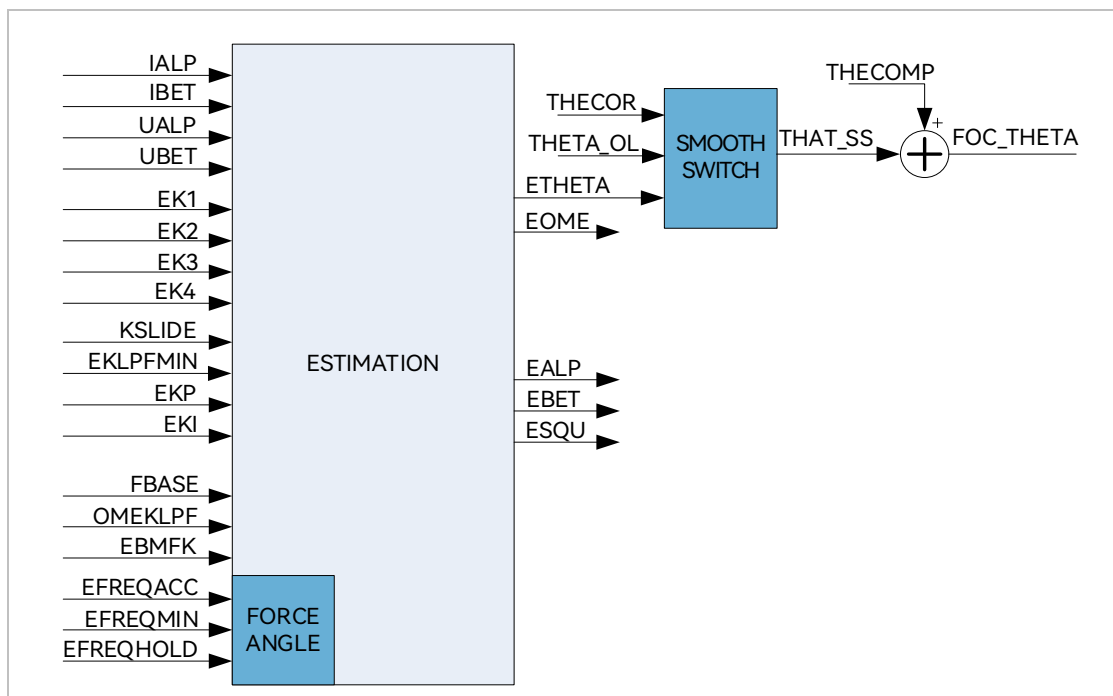 IALP
IBET
UALP
UBET
EK1
EK2
EK3
EK4
KSLIDE
EKLPFMIN
EKP
EKI
FBASE
OMEKLPF
EBMFK
EFREQACC
EFREQMIN
EFREQHOLD
ESTIMATION
FORCE
ANGLE
ETHETA
EOME
EALP
EBET
ESQU
THECOR
THETA_OL
SMOOTH
SWITCH
THAT_SS
THECOMP
+
FOC_THETA